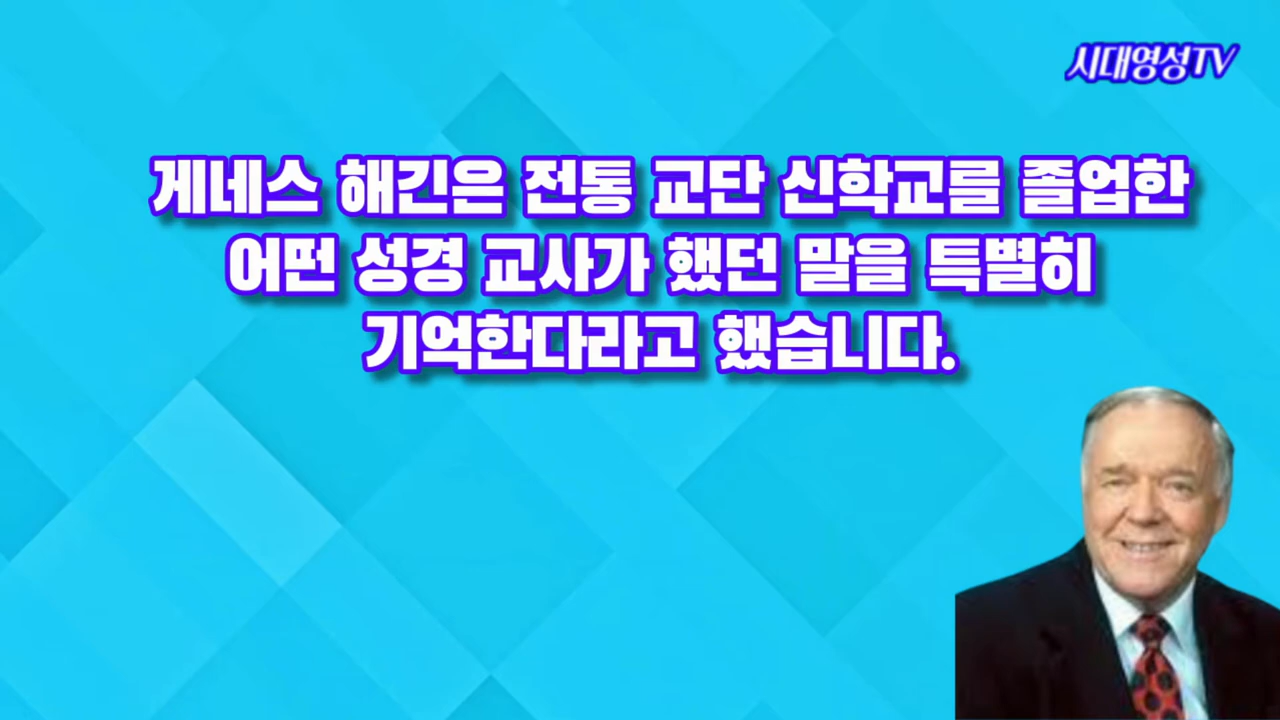 시대영성TV
게네스 해긴은 전통 교단 신학교를 졸업한
어떤 성경 교사가 했던 말을 특별히
기억한다라고 했습니다.